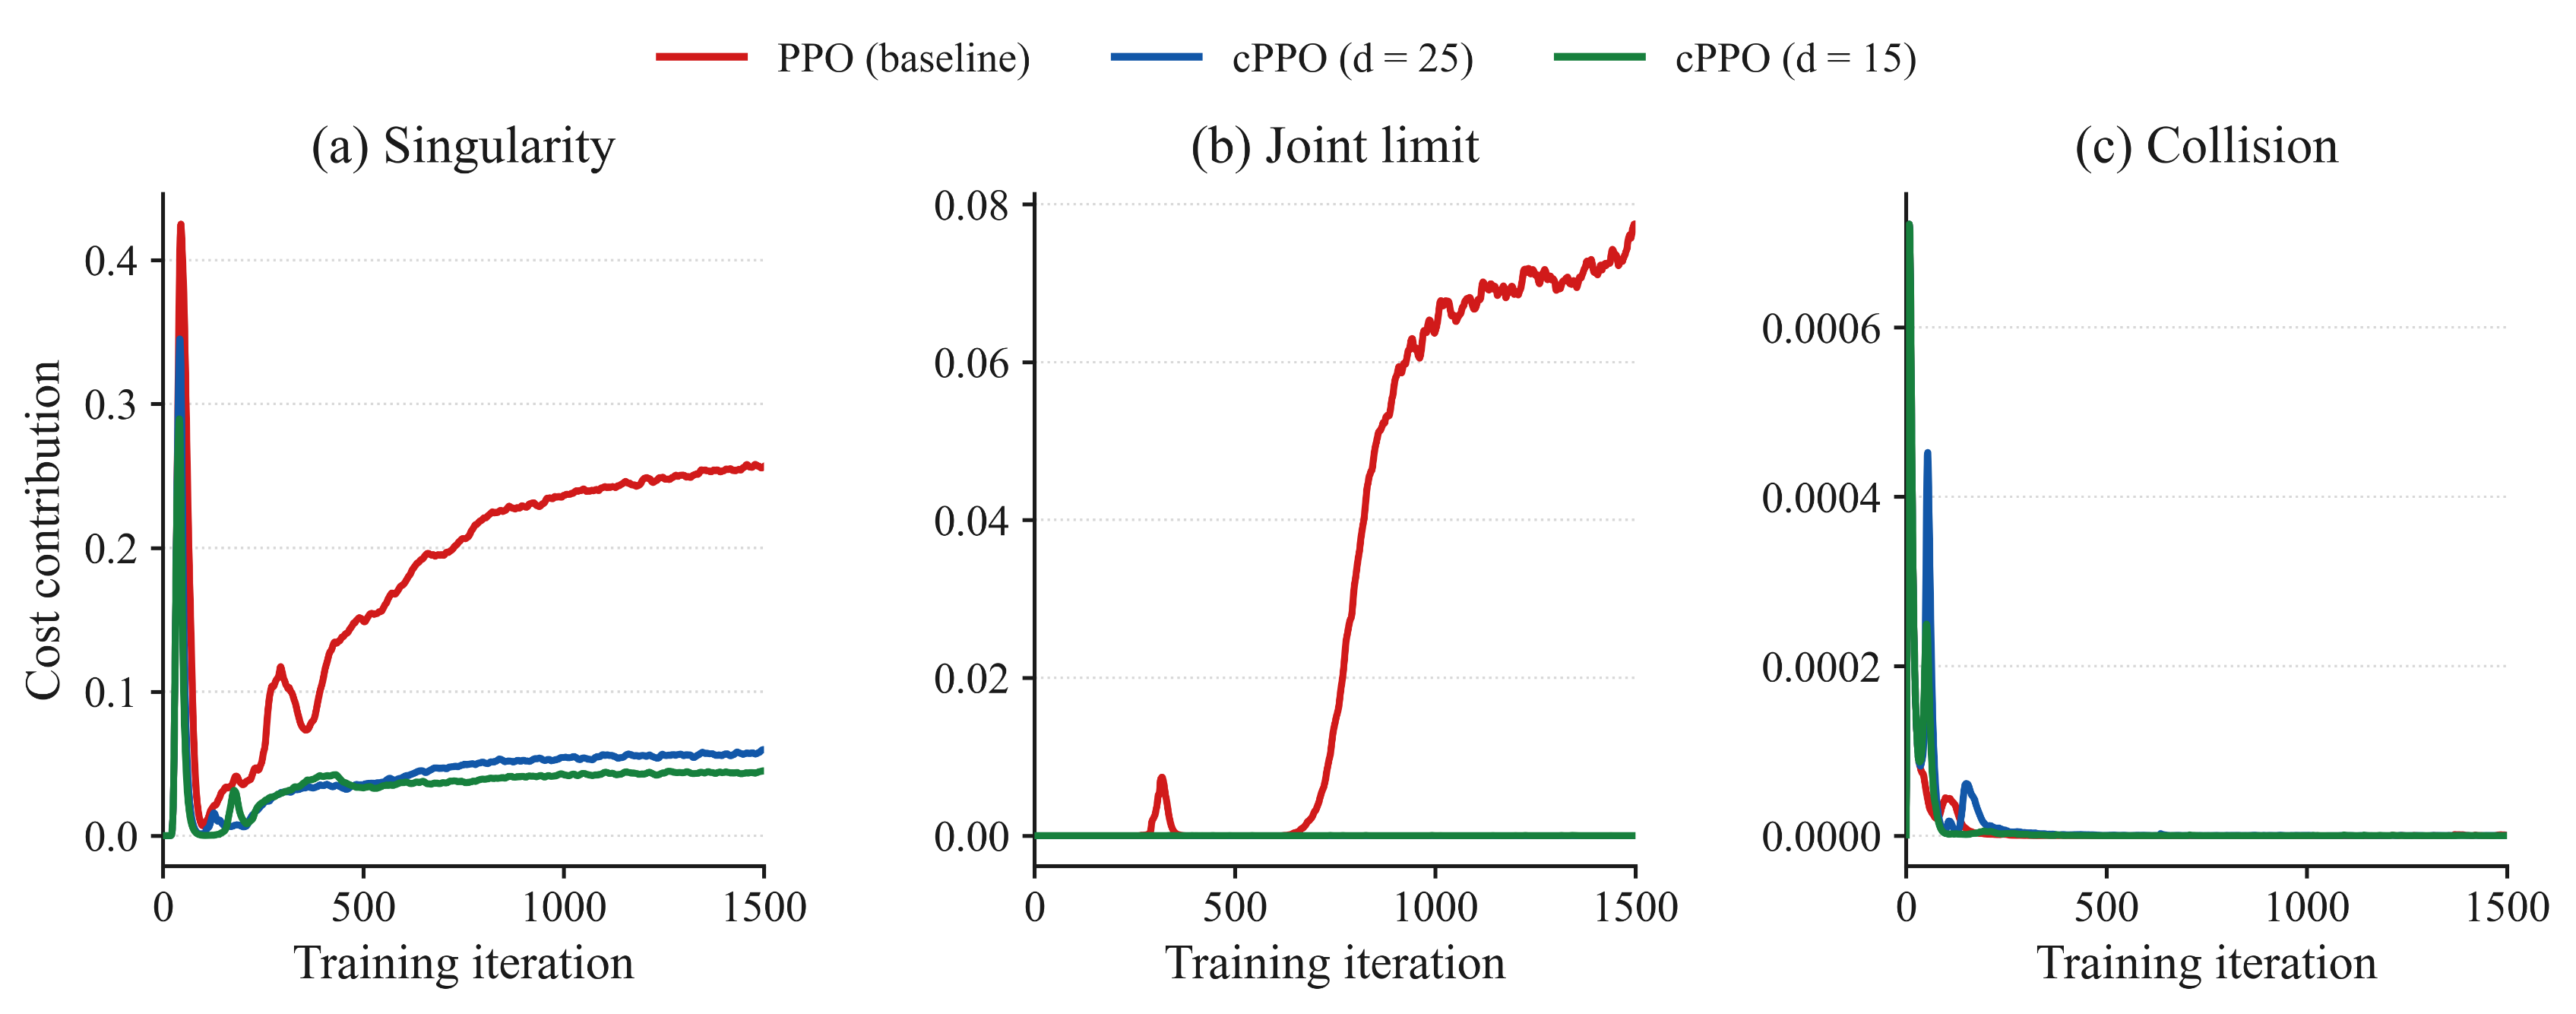 PPO (baseline) cPPO (d = 25) cPPO (d = 15)
(a) Singularity
Cost contribution
0.4
0.3
0.2
0.1
0.0
0 500 1000 1500
Training iteration
(b) Joint limit
0.08
0.06
0.04
0.02
0.00
0 500 1000 1500
Training iteration
(c) Collision
0.0006
0.0004
0.0002
0.0000
0 500 1000 1500
Training iteration